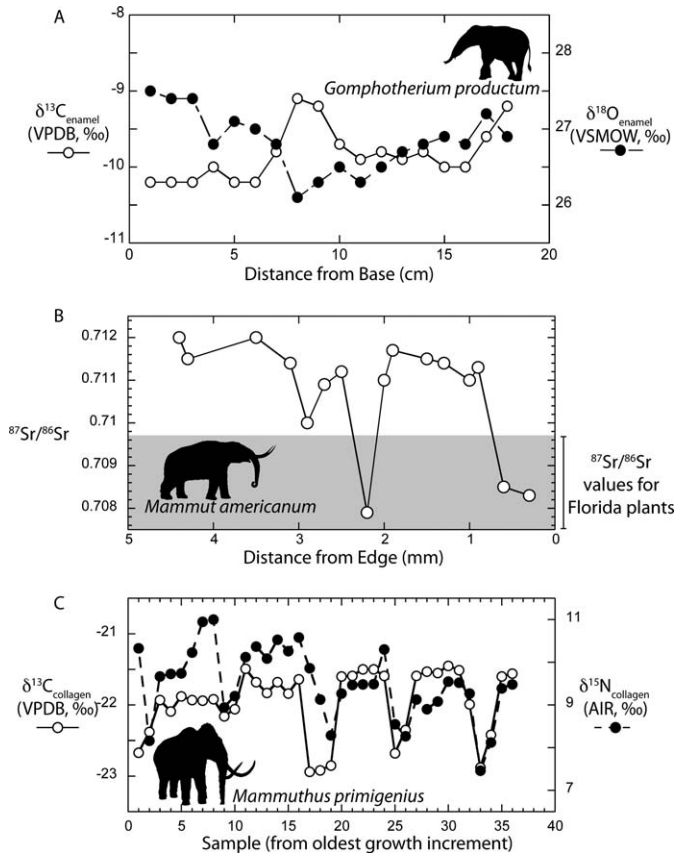 A
-8
-9
-10
-11
δ¹³Cenamel
(VPDB, ‰)
28
27
26
δ¹⁸Oenamel
(VSMOW, ‰)
Gomphotherium productum
0 5 10 15 20
Distance from Base (cm)
B
0.712
0.711
0.71
0.709
0.708
⁸⁷Sr/⁸⁶Sr
Mammut americanum
⁸⁷Sr/⁸⁶Sr
values for
Florida plants
5 4 3 2 1 0
Distance from Edge (mm)
C
-21
-22
-23
δ¹³Ccollagen
(VPDB, ‰)
11
9
7
δ¹⁵Ncollagen
(AIR, ‰)
Mammuthus primigenius
0 5 10 15 20 25 30 35 40
Sample (from oldest growth increment)